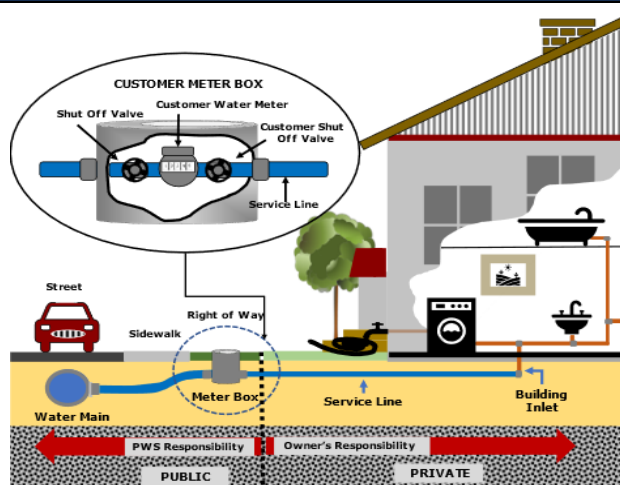 CUSTOMER METER BOX
Customer Water Meter
Shut Off Valve
Customer Shut
Off Valve
Service Line
Street
Sidewalk
Right of Way
Water Main
Meter Box
Service Line
Building
Inlet
PWS Responsibility
Owner's Responsibility
PUBLIC
PRIVATE